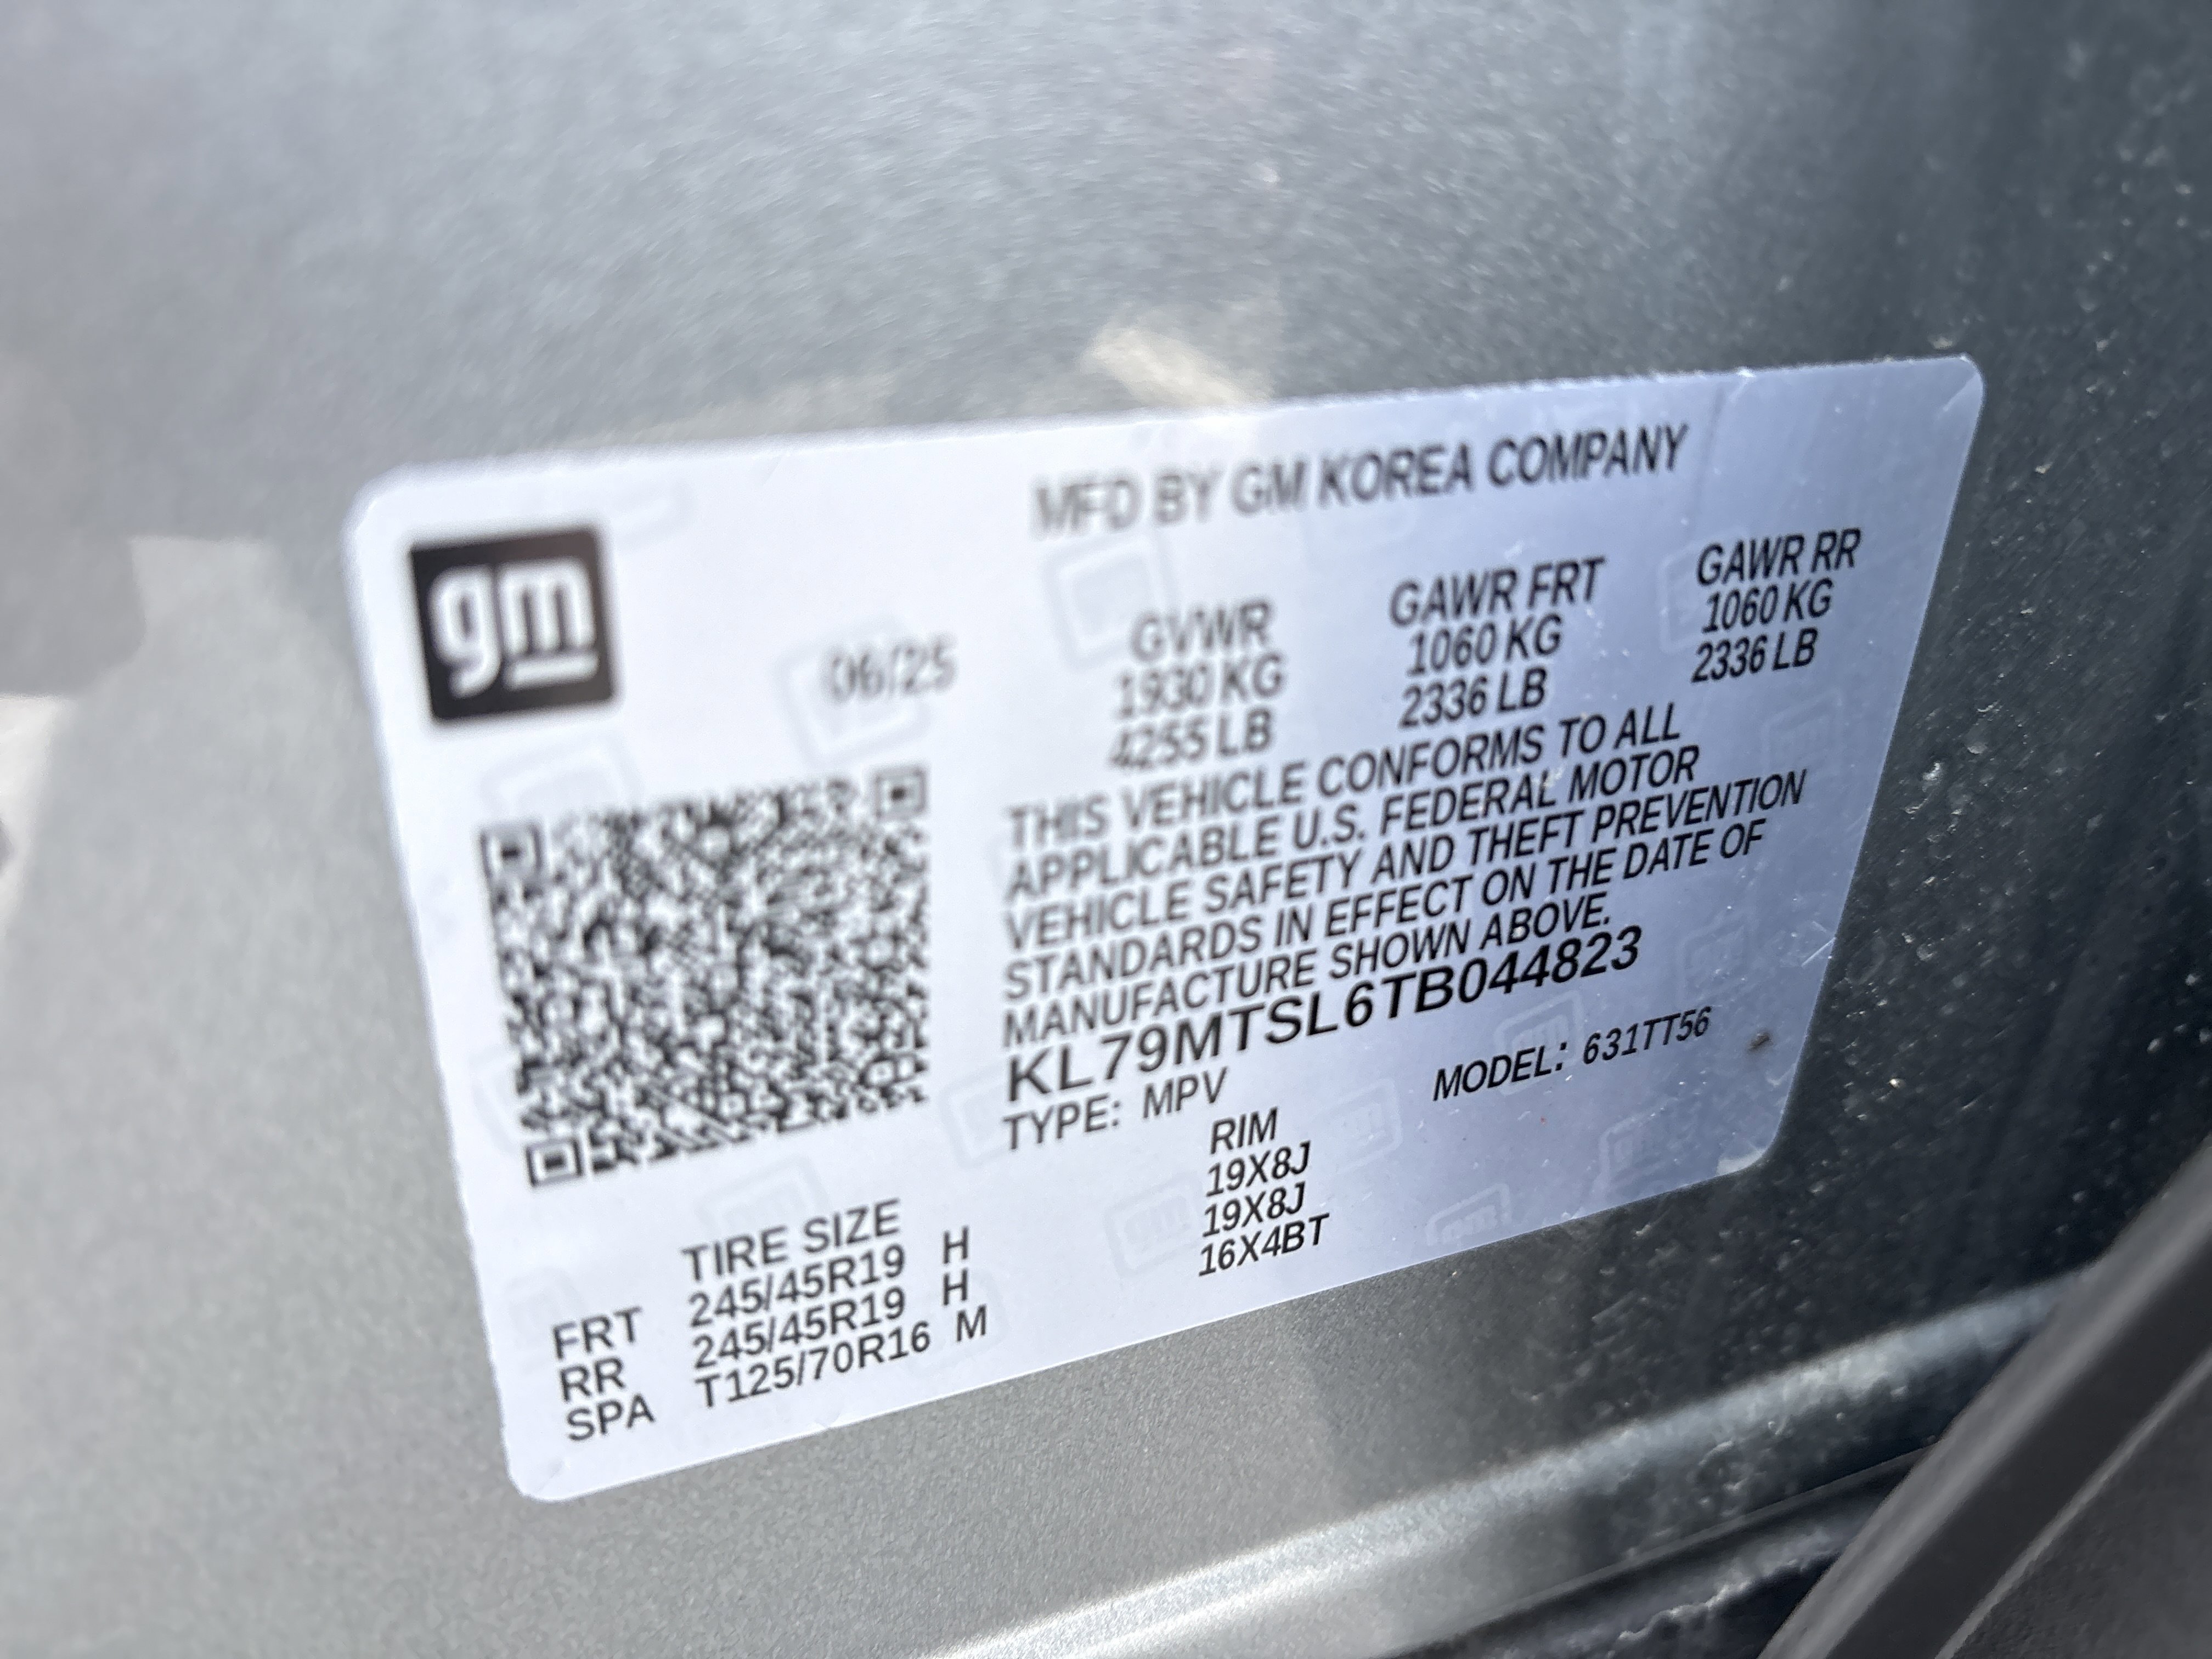 gm
MFD BY GM KOREA COMPANY
06/25
GVWR GAWR FRT GAWR RR
1930 KG 1060 KG 1060 KG
4255 LB 2336 LB 2336 LB
THIS VEHICLE CONFORMS TO ALL
APPLICABLE U.S. FEDERAL MOTOR
VEHICLE SAFETY AND THEFT PREVENTION
STANDARDS IN EFFECT ON THE DATE OF
MANUFACTURE SHOWN ABOVE.
KL79MTSL6TB044823
TYPE: MPV MODEL: 631TT56
TIRE SIZE RIM
FRT 245/45R19 H 19X8J
RR 245/45R19 H 19X8J
SPA T125/70R16 M 16X4BT